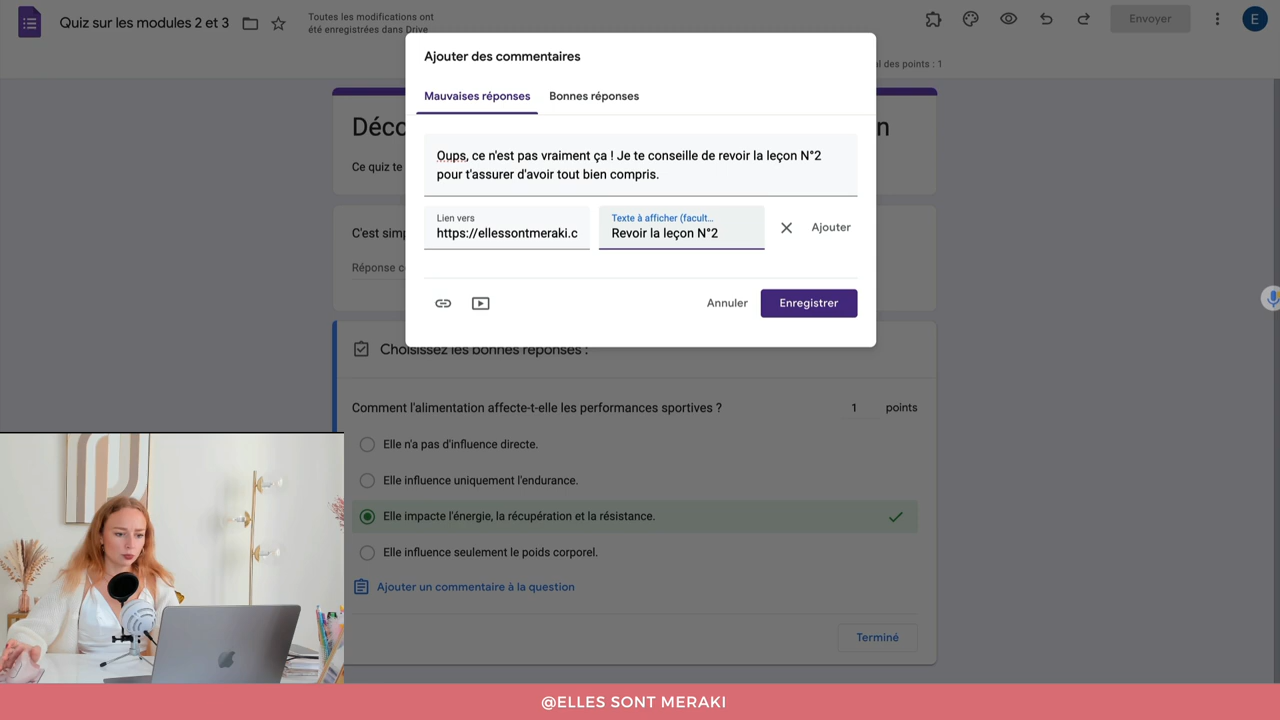 Quiz sur les modules 2 et 3
Toutes les modifications ont
été enregistrées dans Drive
Envoyer
E
al des points : 1
Ajouter des commentaires
Mauvaises réponses
Bonnes réponses
Déco
n
Ce quiz te
Oups, ce n'est pas vraiment ça ! Je te conseille de revoir la leçon N°2
pour t'assurer d'avoir tout bien compris.
C'est simp
Réponse co
Lien vers
https://ellessontmeraki.c
Texte à afficher (facult...
Revoir la leçon N°2
Ajouter
Annuler
Enregistrer
Choisissez les bonnes réponses :
Comment l'alimentation affecte-t-elle les performances sportives ?
1 points
Elle n'a pas d'influence directe.
Elle influence uniquement l'endurance.
Elle impacte l'énergie, la récupération et la résistance.
Elle influence seulement le poids corporel.
Ajouter un commentaire à la question
Terminé
@ELLES SONT MERAKI